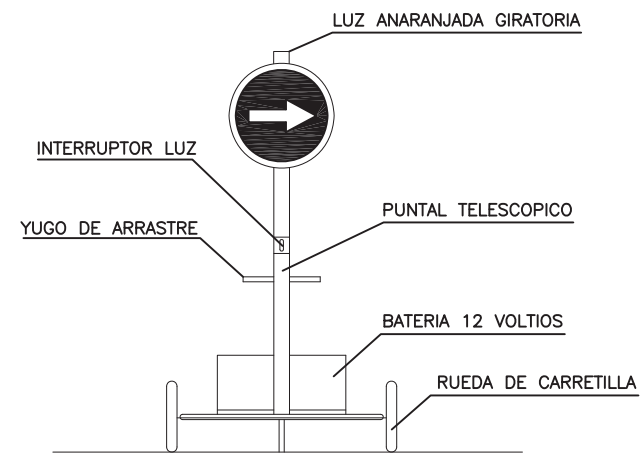 LUZ ANARANJADA GIRATORIA
INTERRUPTOR LUZ
PUNTAL TELESCOPICO
YUGO DE ARRASTRE
BATERIA 12 VOLTIOS
RUEDA DE CARRETILLA